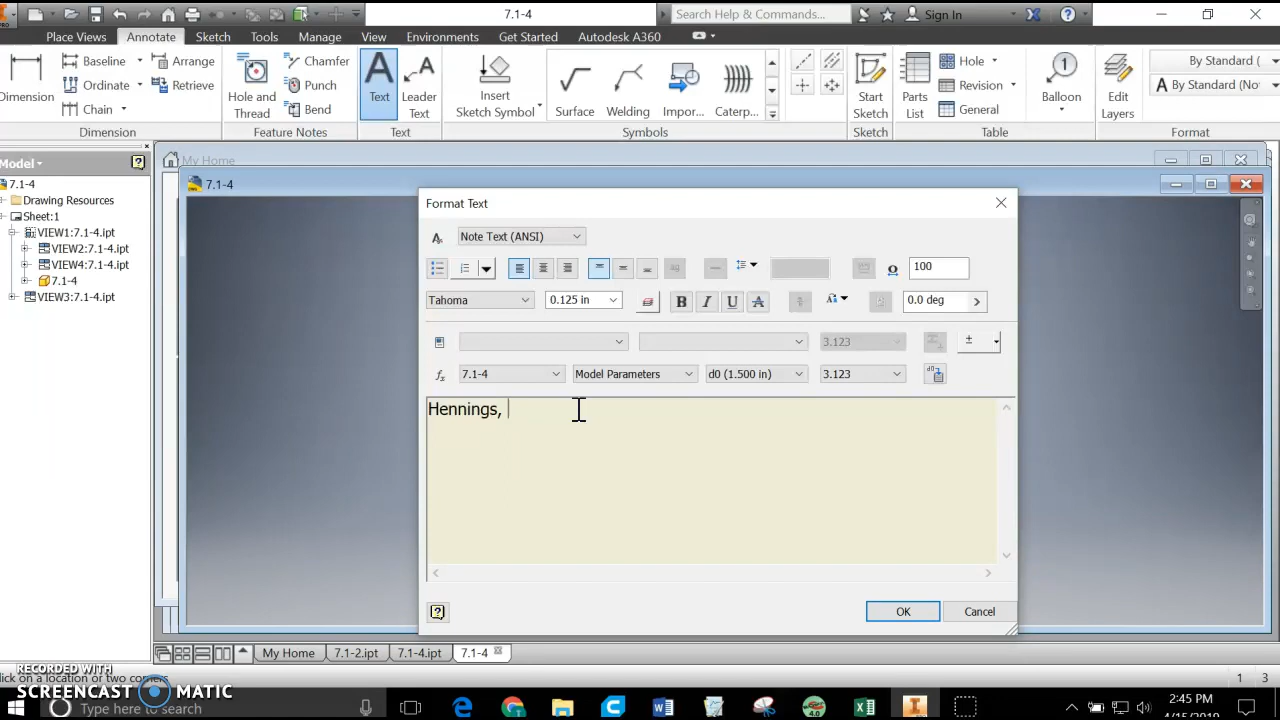 PRO
7.1-4
Search Help & Commands...
Sign In
Place Views Annotate Sketch Tools Manage View Environments Get Started Autodesk A360
Dimension
Baseline
Ordinate
Chain
Arrange
Retrieve
Dimension
Hole and Thread
Chamfer
Punch
Bend
Feature Notes
Text
Leader Text
Text
Insert Sketch Symbol
Surface
Welding
Impor...
Caterp...
Symbols
Start Sketch
Sketch
Parts List
Hole
Revision
General
Table
Balloon
Edit Layers
By Standard (
By Standard (No
Format
Model
My Home
7.1-4
7.1-4
Drawing Resources
Sheet:1
VIEW1:7.1-4.ipt
VIEW2:7.1-4.ipt
VIEW4:7.1-4.ipt
7.1-4
VIEW3:7.1-4.ipt
Format Text
Note Text (ANSI)
100
Tahoma 0.125 in B I U A 0.0 deg
3.123
7.1-4 Model Parameters d0 (1.500 in) 3.123
Hennings,
OK Cancel
My Home 7.1-2.ipt 7.1-4.ipt 7.1-4
RECORDED WITH
SCREENCAST MATIC
lick on a location or two corners
1 3
Type here to search
2:45 PM